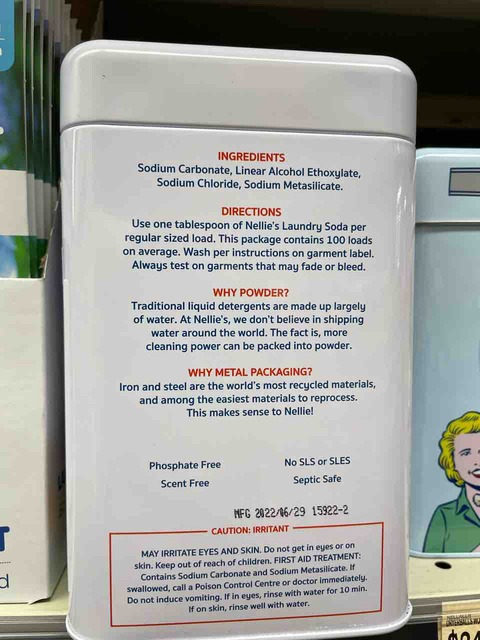 INGREDIENTS
Sodium Carbonate, Linear Alcohol Ethoxylate,
Sodium Chloride, Sodium Metasilicate.
DIRECTIONS
Use one tablespoon of Nellie's Laundry Soda per
regular sized load. This package contains 100 loads
on average. Wash per instructions on garment label.
Always test on garments that may fade or bleed.
WHY POWDER?
Traditional liquid detergents are made up largely
of water. At Nellie's, we don't believe in shipping
water around the world. The fact is, more
cleaning power can be packed into powder.
WHY METAL PACKAGING?
Iron and steel are the world's most recycled materials,
and among the easiest materials to reprocess.
This makes sense to Nellie!
Phosphate Free
No SLS or SLES
Scent Free
Septic Safe
MFG 2022/06/29 15922-2
CAUTION: IRRITANT
MAY IRRITATE EYES AND SKIN. Do not get in eyes or on
skin. Keep out of reach of children. FIRST AID TREATMENT:
Contains Sodium Carbonate and Sodium Metasilicate. If
swallowed, call a Poison Control Centre or doctor immediately.
Do not induce vomiting. If in eyes, rinse with water for 10 min.
If on skin, rinse well with water.